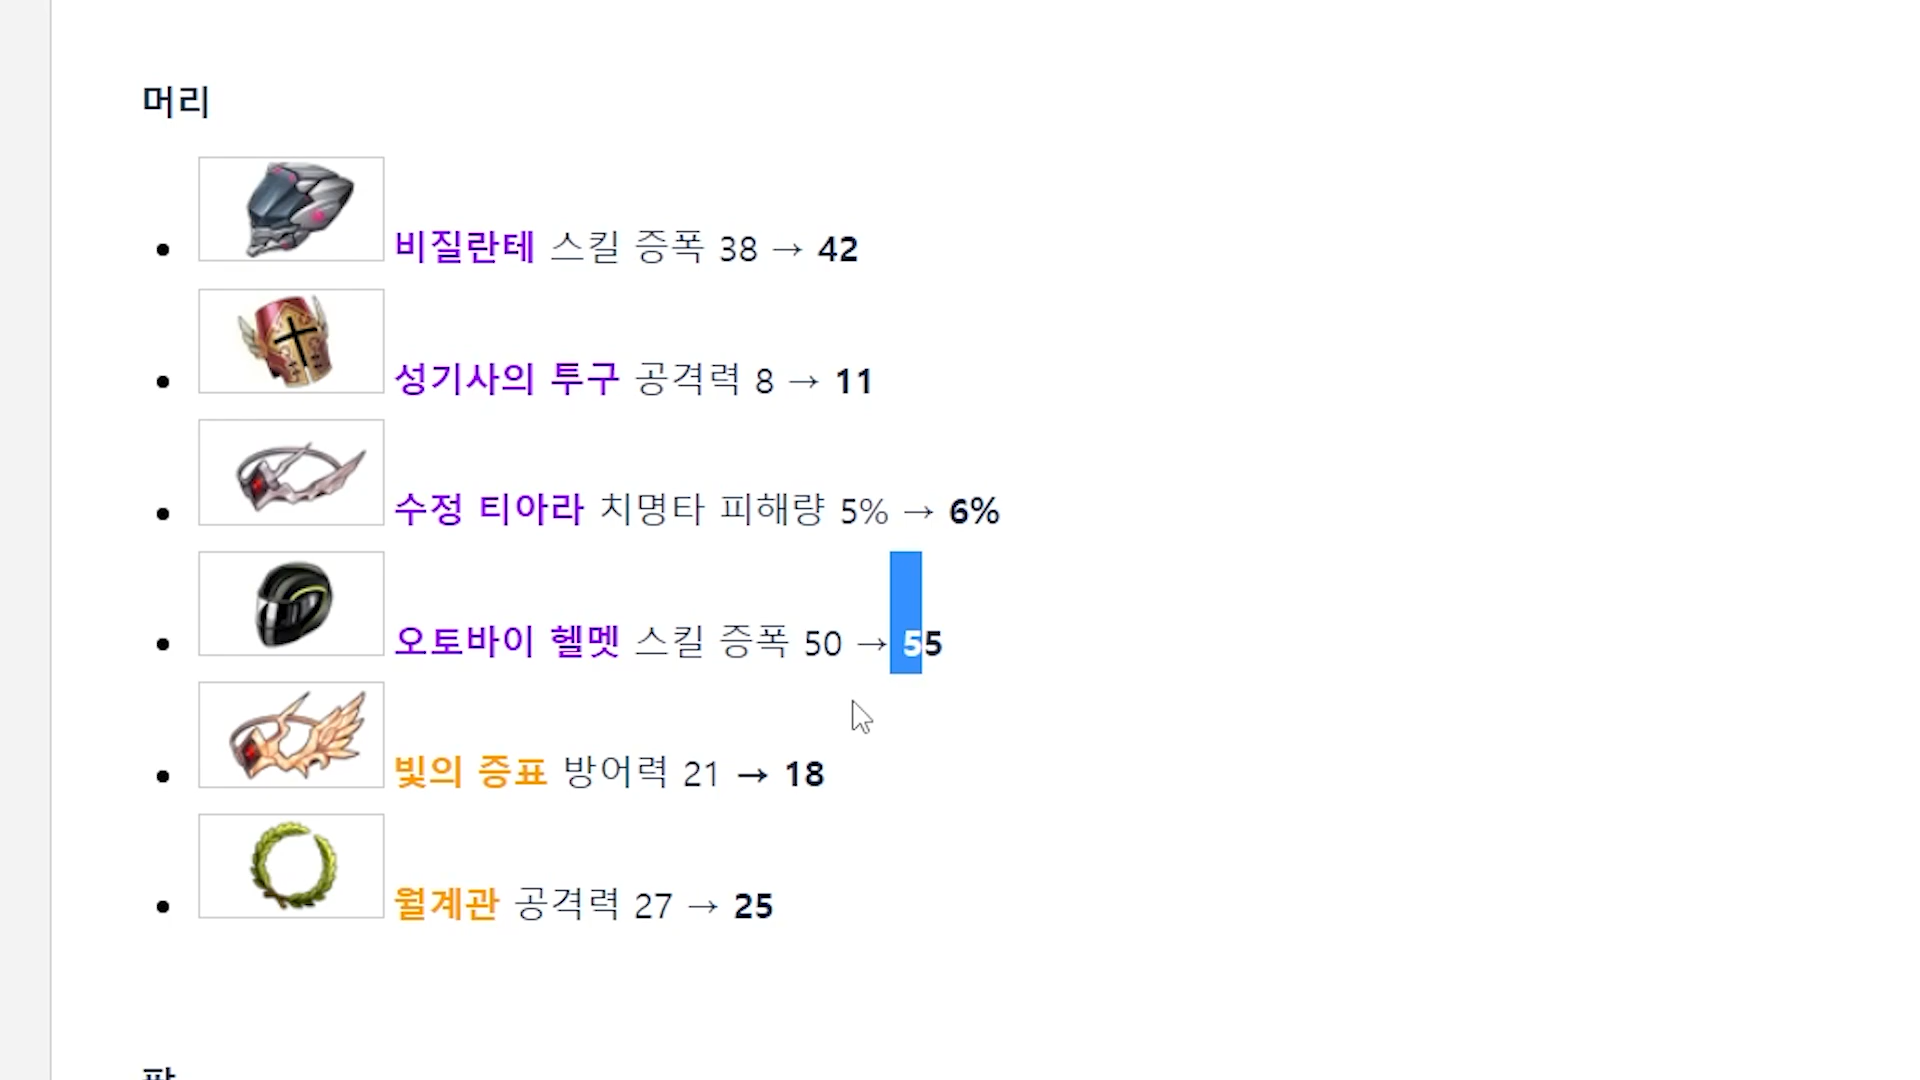 머리
비질란테 스킬 증폭 38 → 42
성기사의 투구 공격력 8 → 11
수정 티아라 치명타 피해량 5% → 6%
오토바이 헬멧 스킬 증폭 50 → 55
빛의 증표 방어력 21 → 18
월계관 공격력 27 → 25